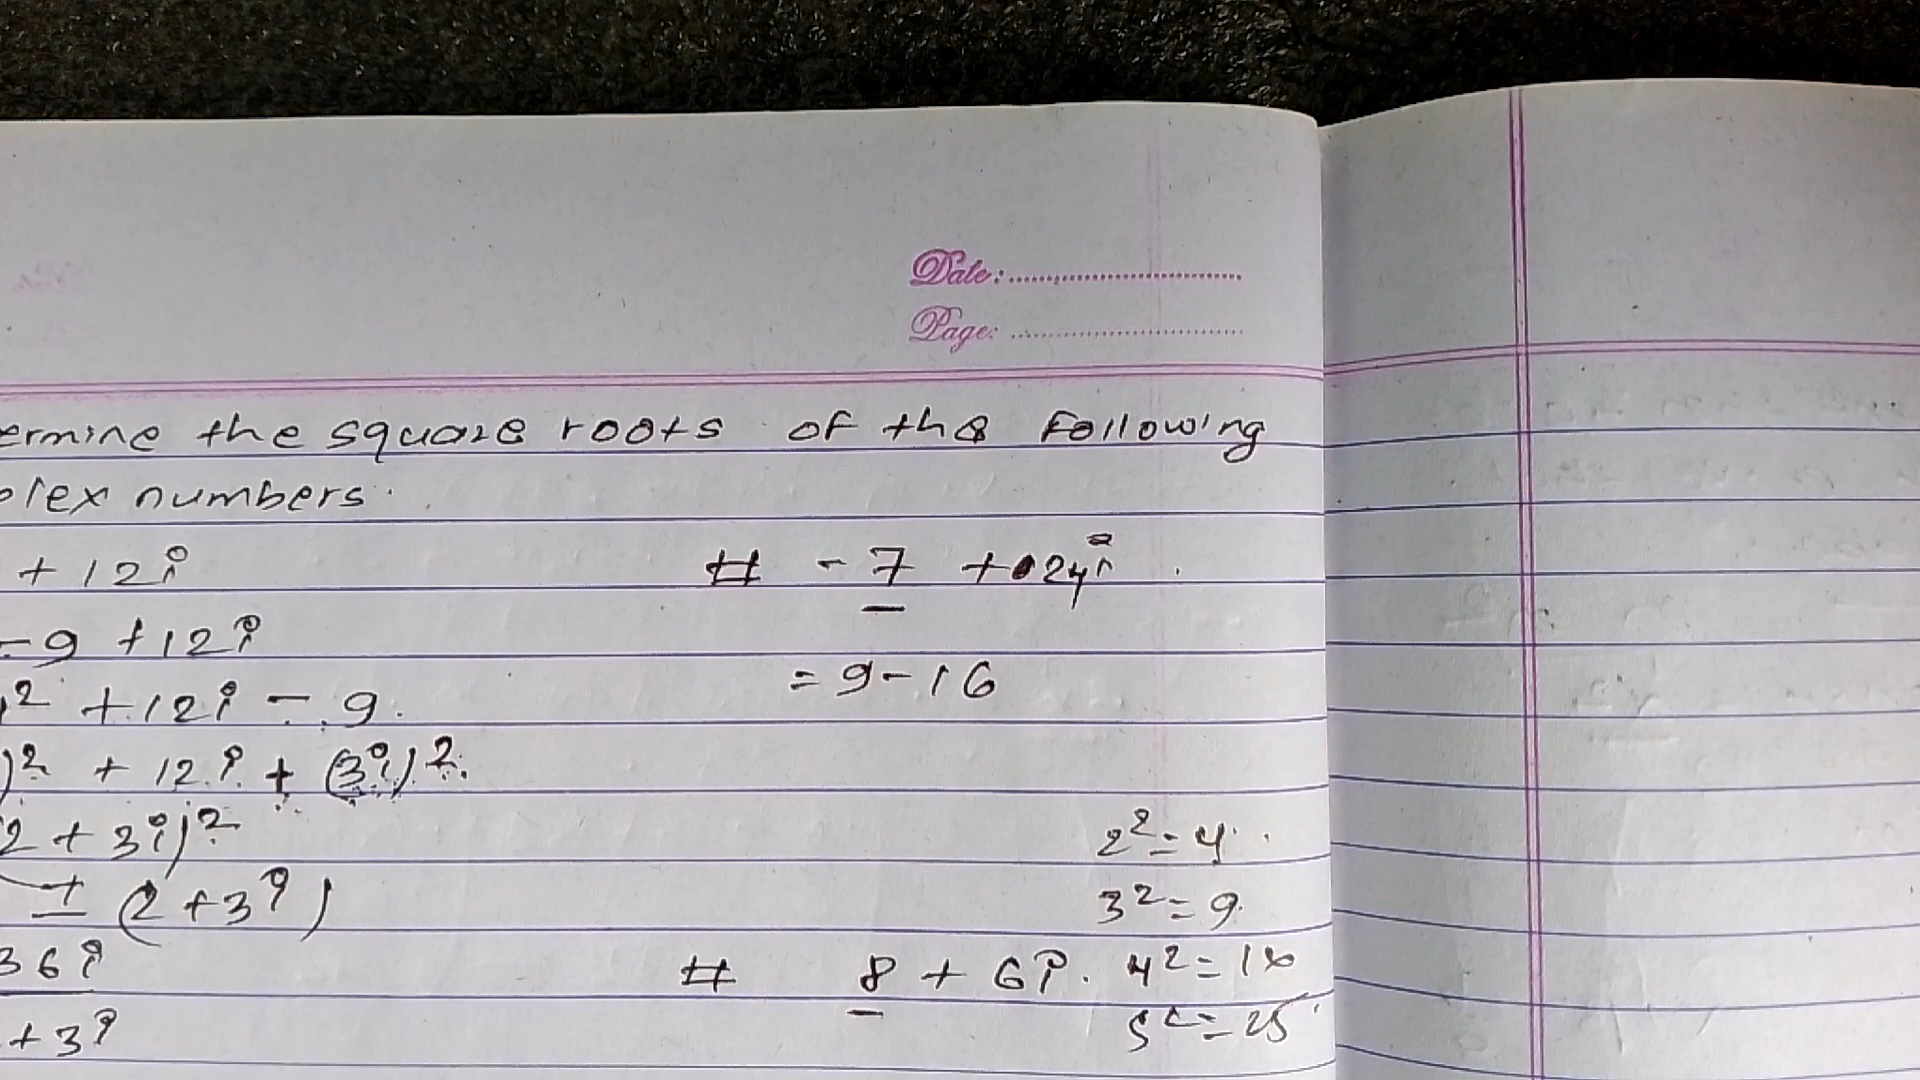 Date:
Page:
ermine the square roots of the following
plex numbers.
+ 12i
# -7 + 24i
-9 + 12i
= 9-16
² + 12i - 9.
)² + 12i + (3i)².
2 + 3i)²
2² = 4
± (2 + 3i)
3² = 9
36i
# 8 + 6i.
4² = 16
+ 3i
5² = 25